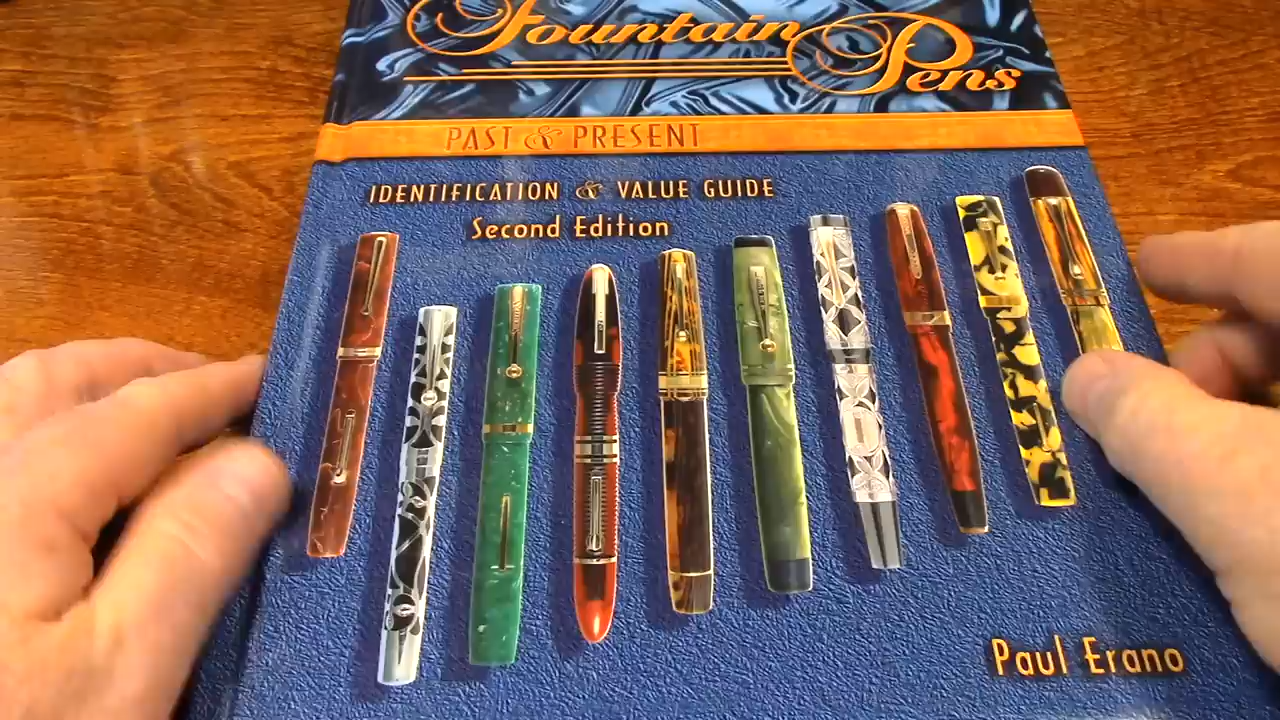 Fountain
Pens
PAST & PRESENT
IDENTIFICATION & VALUE GUIDE
Second Edition
Paul Erano